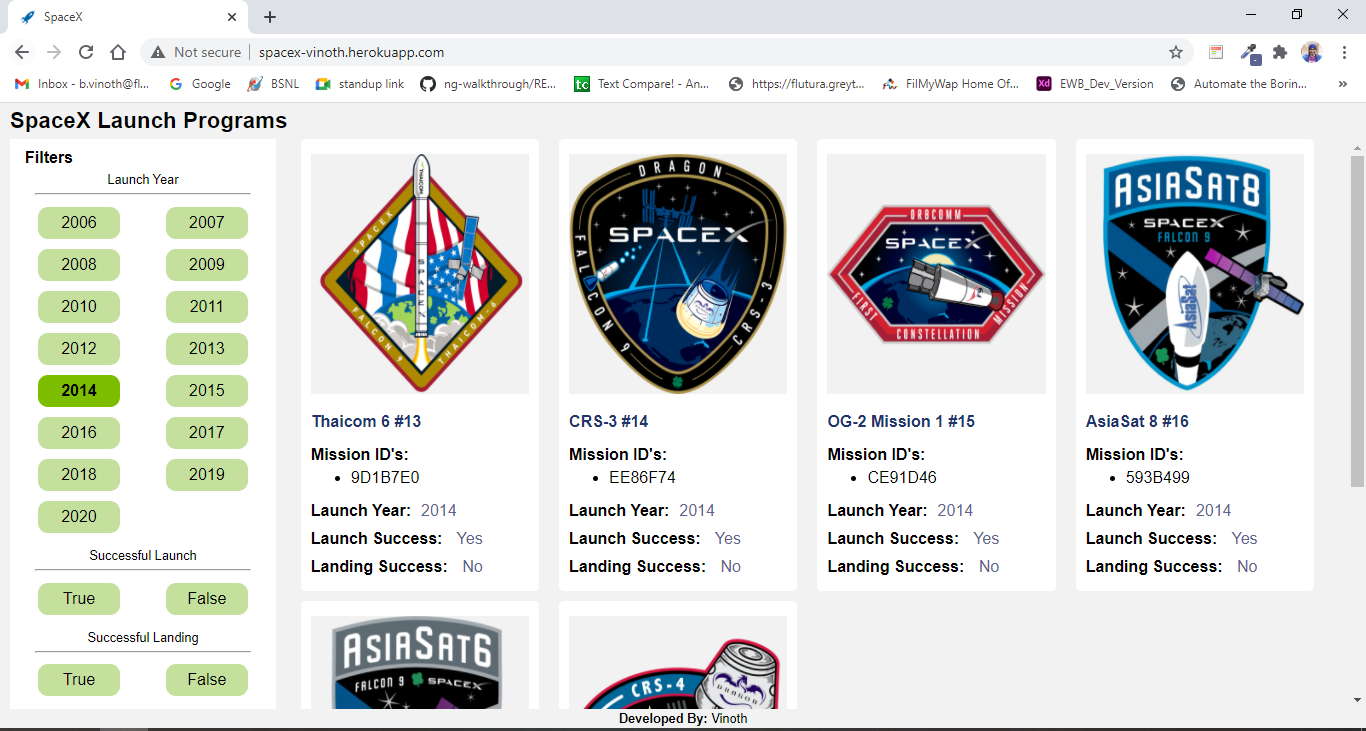 SpaceX
Not secure | spacex-vinoth.herokuapp.com
Inbox - b.vinoth@fl... Google BSNL standup link ng-walkthrough/RE... Text Compare! - An... https://flutura.greyt... FilMyWap Home Of... EWB_Dev_Version Automate the Borin... »
SpaceX Launch Programs
Filters
Launch Year
2006 2007
2008 2009
2010 2011
2012 2013
2014 2015
2016 2017
2018 2019
2020
Successful Launch
True False
Successful Landing
True False
THAICOM
SPACEX
SPACEX
FALCON 9
THAICOM-6
Thaicom 6 #13
Mission ID's:
• 9D1B7E0
Launch Year: 2014
Launch Success: Yes
Landing Success: No
DRAGON
SPACEX
FALCON 9
CRS-3
CRS-3 #14
Mission ID's:
• EE86F74
Launch Year: 2014
Launch Success: Yes
Landing Success: No
ORBCOMM
SPACEX
FIRST
CONSTELLATION
MISSION
OG-2 Mission 1 #15
Mission ID's:
• CE91D46
Launch Year: 2014
Launch Success: Yes
Landing Success: No
ASIASAT8
SPACEX
FALCON 9
AsiaSat
AsiaSat 8 #16
Mission ID's:
• 593B499
Launch Year: 2014
Launch Success: Yes
Landing Success: No
ASIASAT6
FALCON 9 SPACEX
CRS-4
DRAGON
Developed By: Vinoth